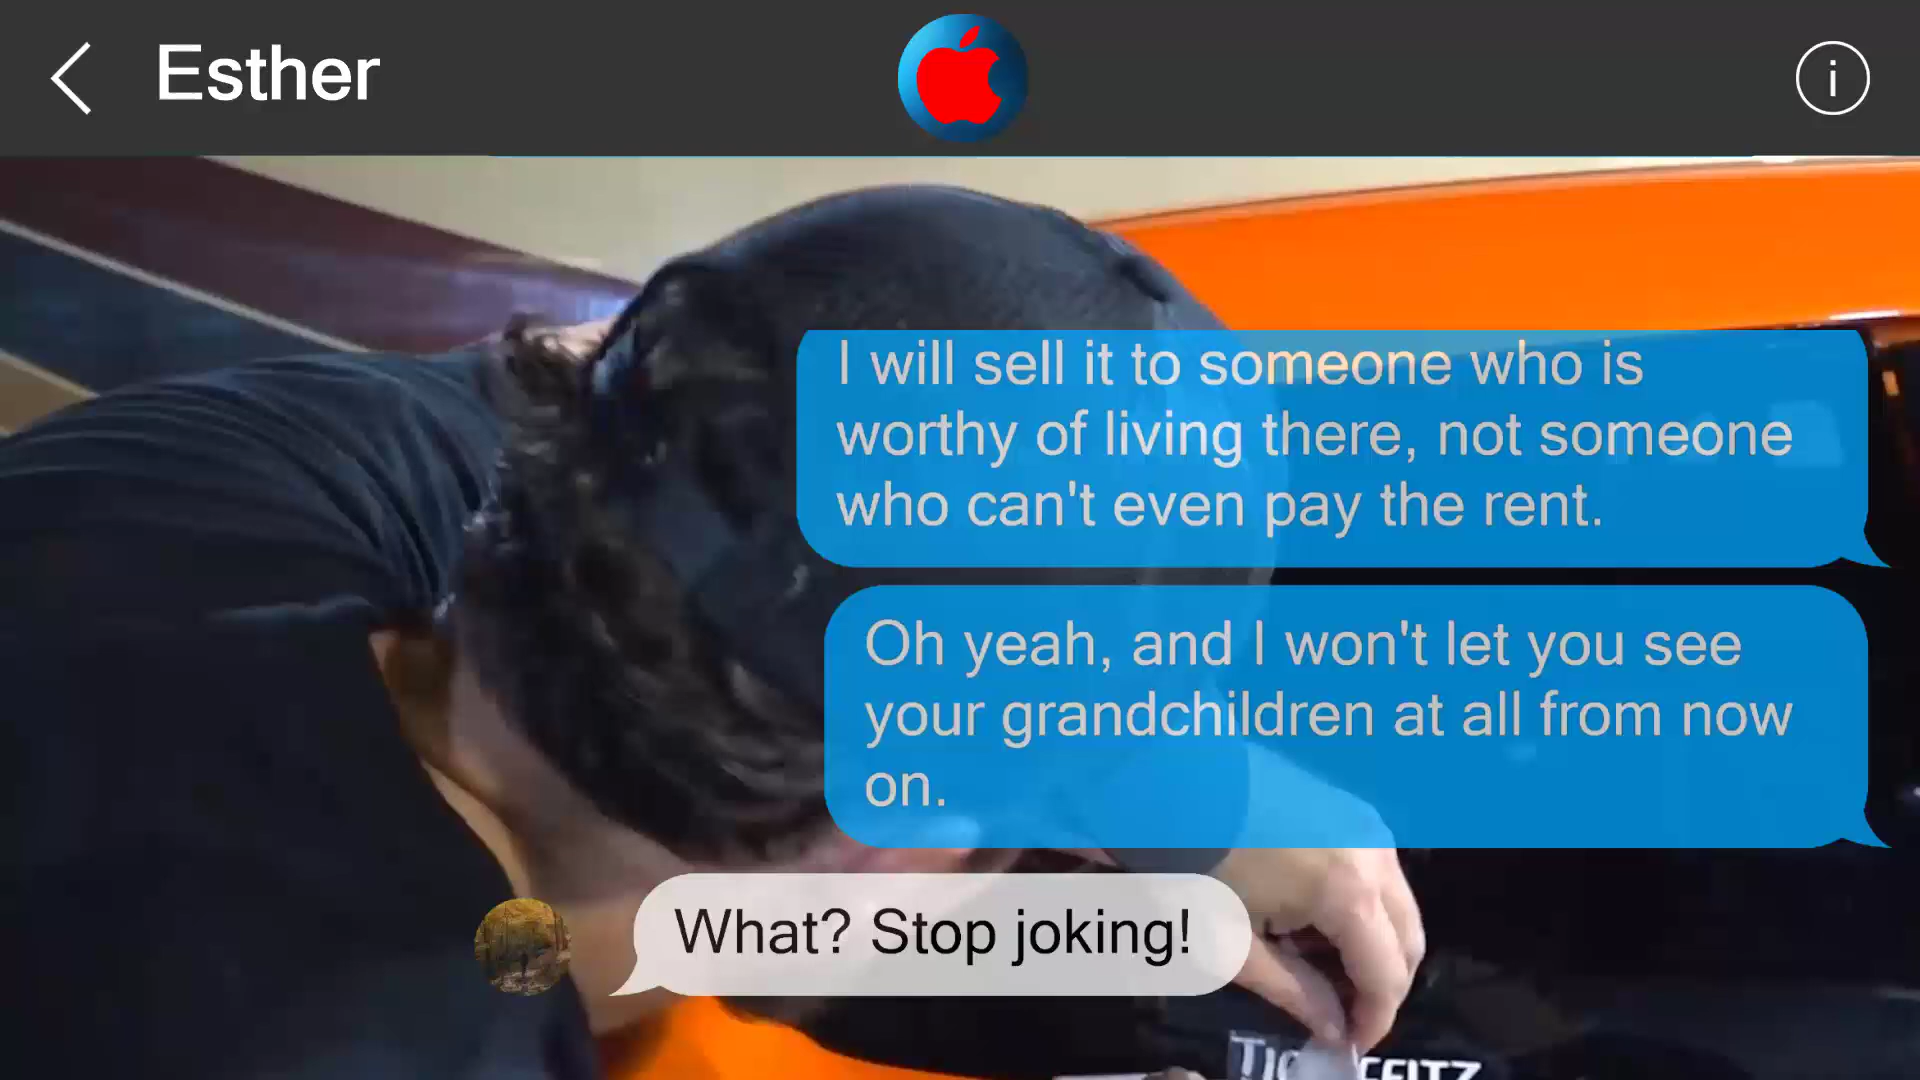 Esther
i
I will sell it to someone who is
worthy of living there, not someone
who can't even pay the rent.
Oh yeah, and I won't let you see
your grandchildren at all from now
on.
What? Stop joking!